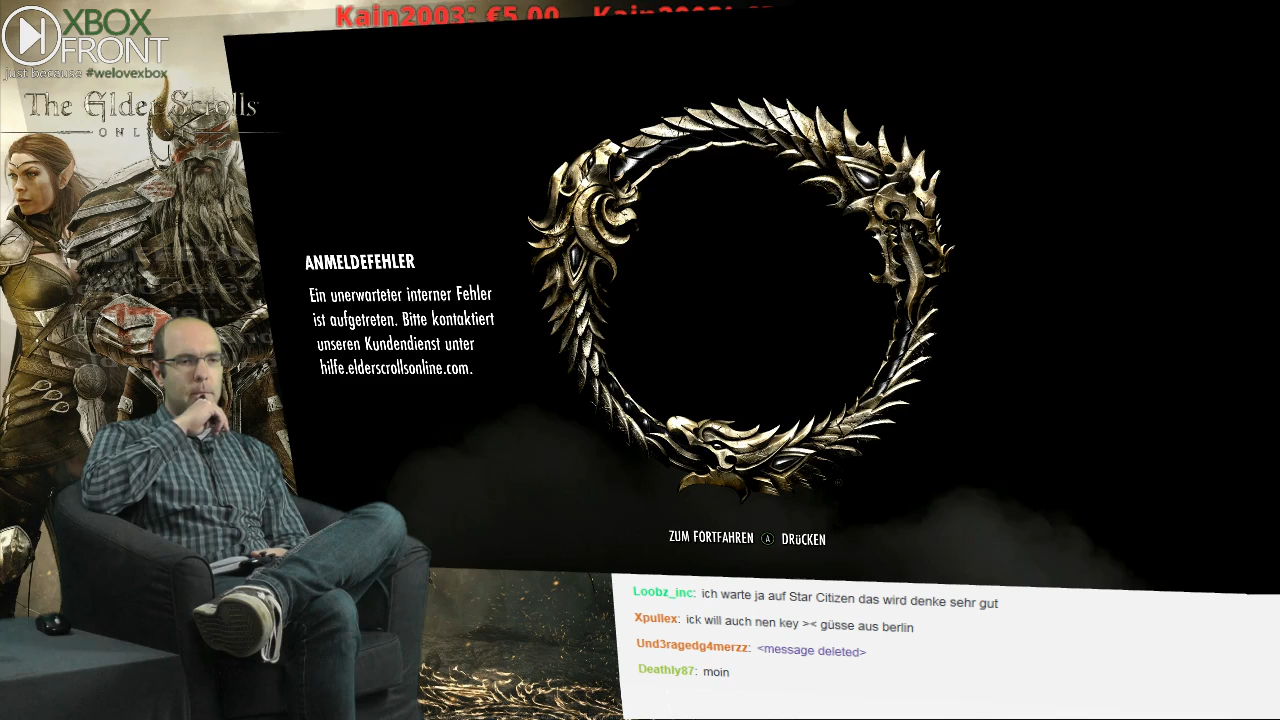 Kain2003: €5.00
XBOX
FRONT
just because #welovexbox
The Elder Scrolls
ONL
ANMELDEFEHLER
Ein unerwarteter interner Fehler
ist aufgetreten. Bitte kontaktiert
unseren Kundendienst unter
hilfe.elderscrollsonline.com.
ZUM FORTFAHREN A DRÜCKEN
Loobz_inc: ich warte ja auf Star Citizen das wird denke sehr gut
Xpullex: ick will auch nen key >< güsse aus berlin
Und3ragedg4merzz: <message deleted>
Deathly87: moin